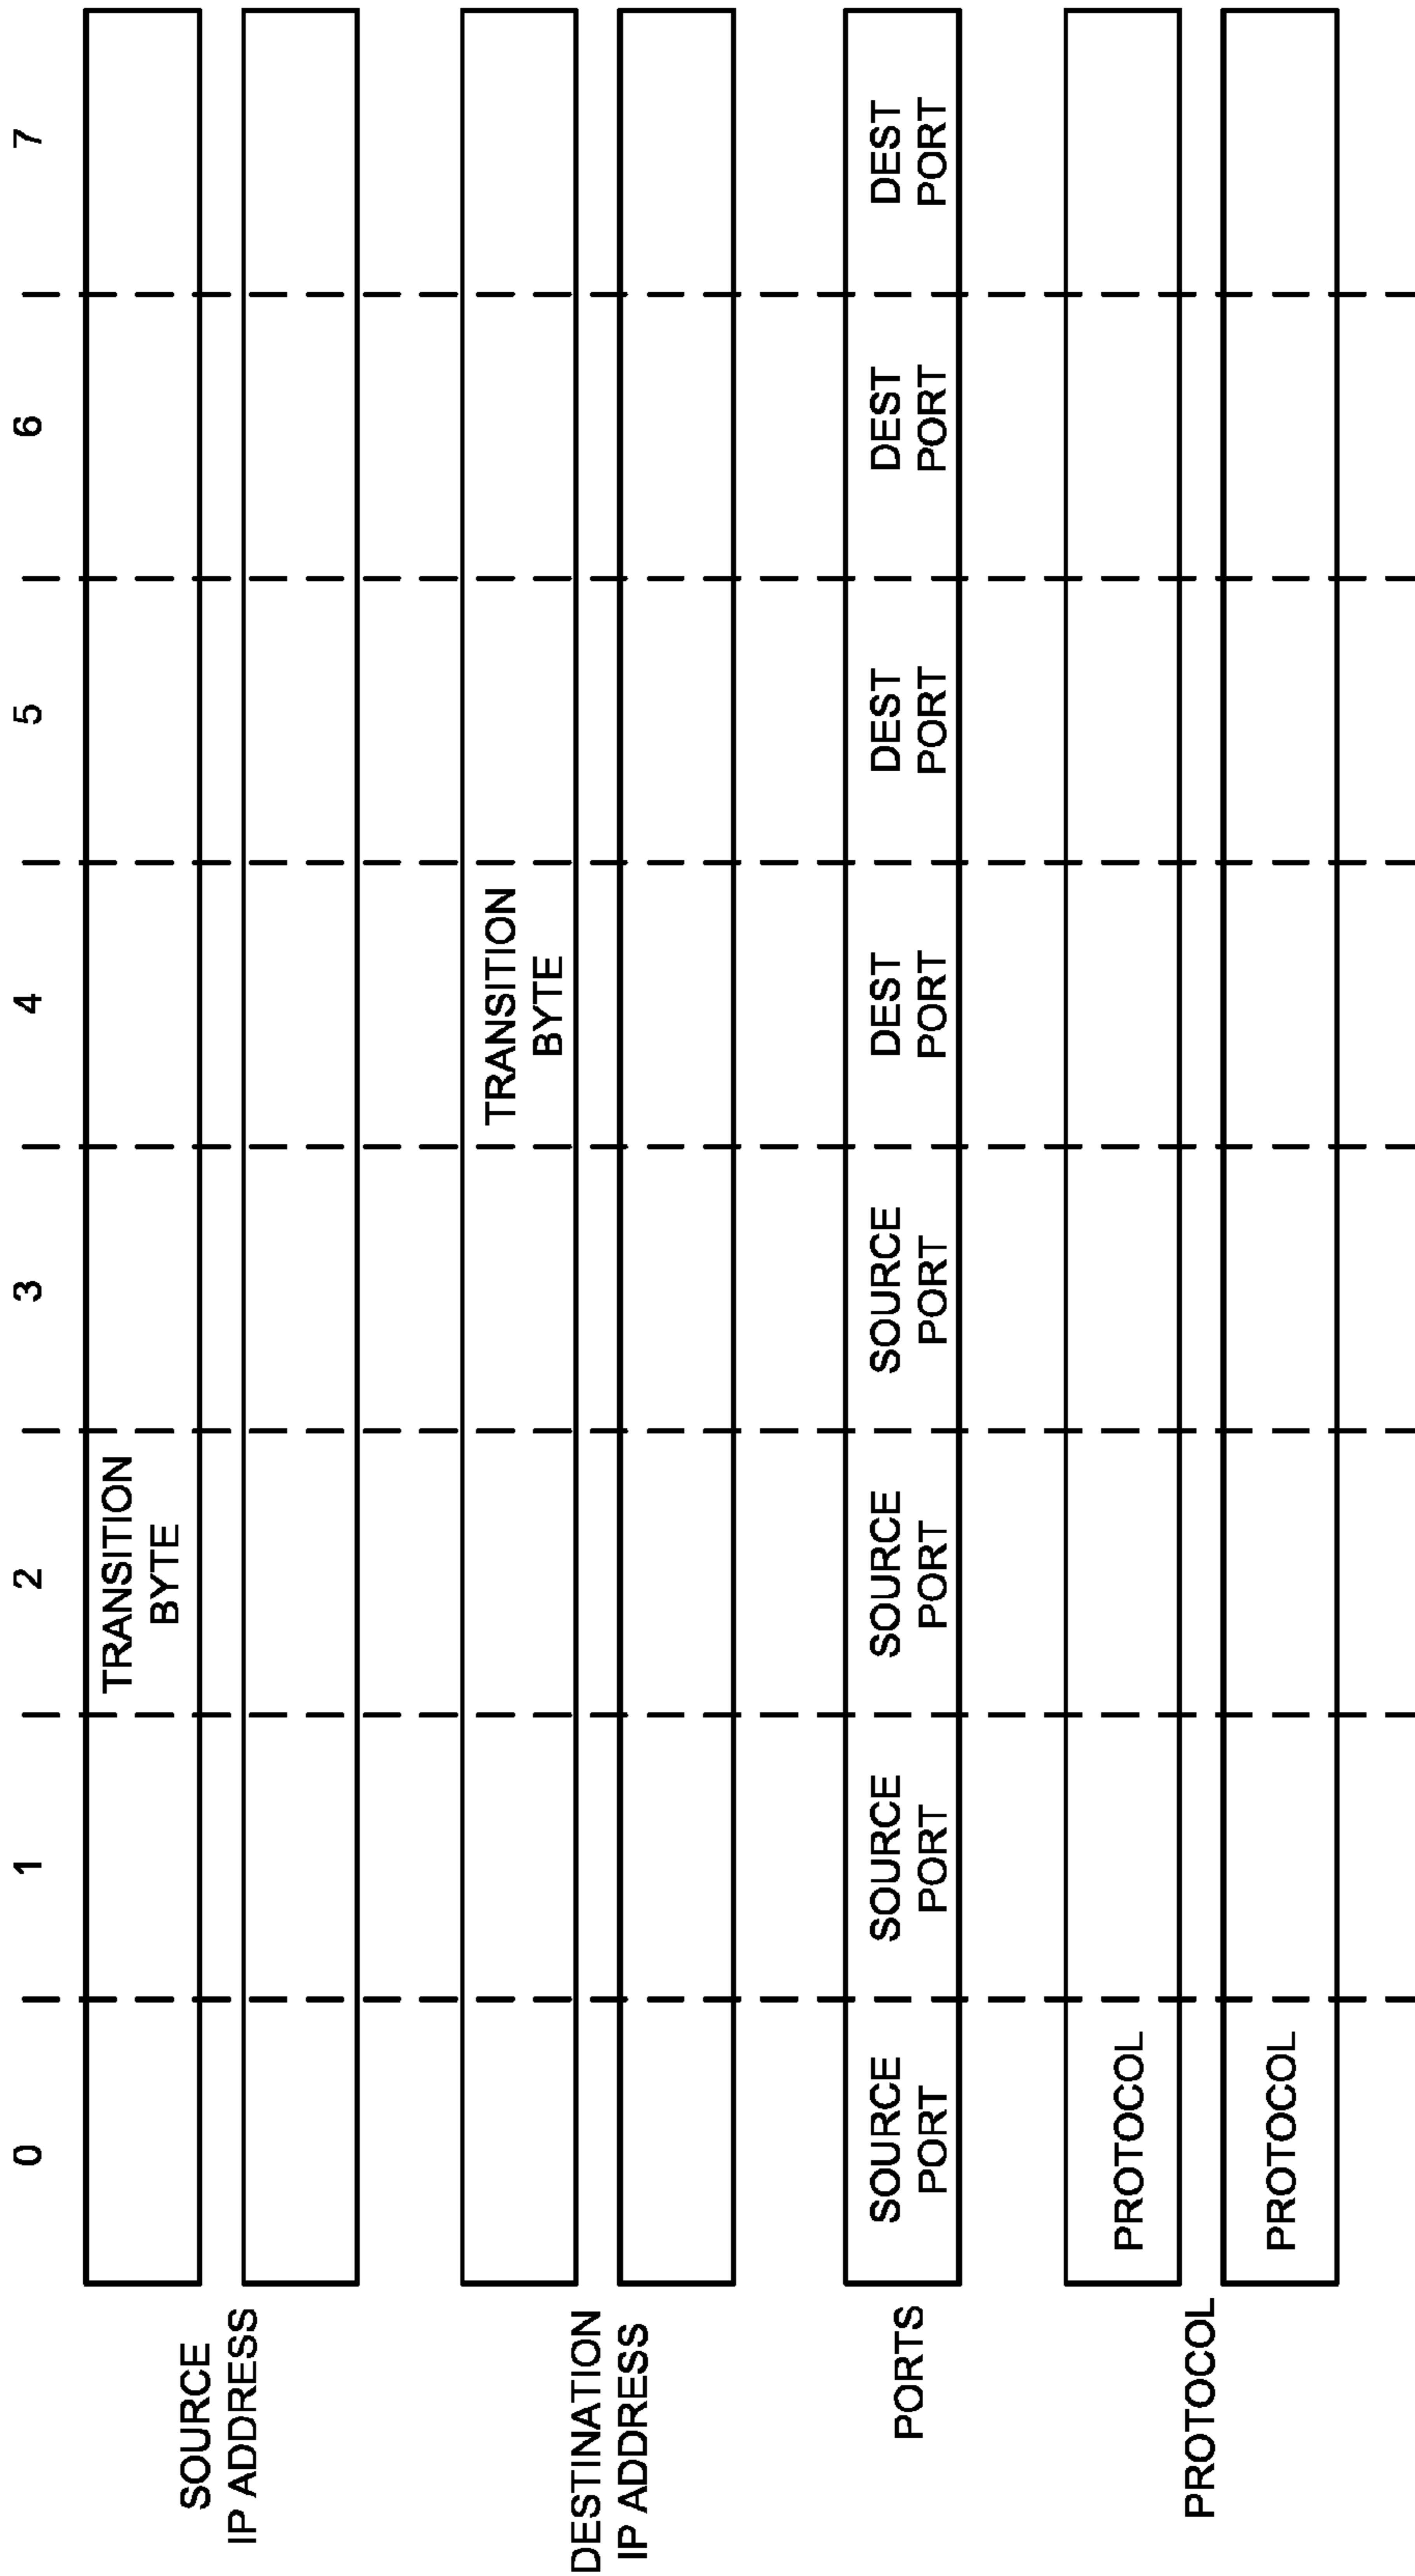 0 1 2 3 4 5 6 7
SOURCE
IP ADDRESS
TRANSITION
BYTE
DESTINATION
IP ADDRESS
TRANSITION
BYTE
PORTS
SOURCE
PORT
SOURCE
PORT
SOURCE
PORT
SOURCE
PORT
DEST
PORT
DEST
PORT
DEST
PORT
DEST
PORT
PROTOCOL
PROTOCOL
PROTOCOL